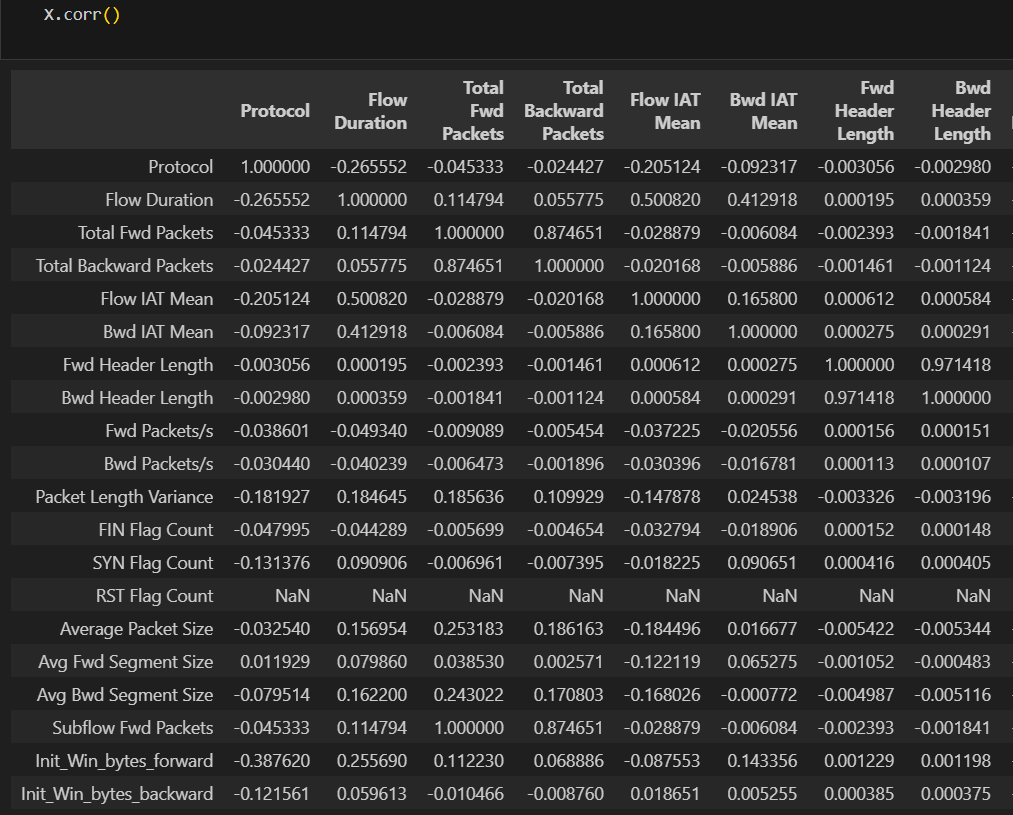 X.corr()
Protocol Flow Duration Total Fwd Packets Total Backward Packets Flow IAT Mean Bwd IAT Mean Fwd Header Length Bwd Header Length
Protocol 1.000000 -0.265552 -0.045333 -0.024427 -0.205124 -0.092317 -0.003056 -0.002980
Flow Duration -0.265552 1.000000 0.114794 0.055775 0.500820 0.412918 0.000195 0.000359
Total Fwd Packets -0.045333 0.114794 1.000000 0.874651 -0.028879 -0.006084 -0.002393 -0.001841
Total Backward Packets -0.024427 0.055775 0.874651 1.000000 -0.020168 -0.005886 -0.001461 -0.001124
Flow IAT Mean -0.205124 0.500820 -0.028879 -0.020168 1.000000 0.165800 0.000612 0.000584
Bwd IAT Mean -0.092317 0.412918 -0.006084 -0.005886 0.165800 1.000000 0.000275 0.000291
Fwd Header Length -0.003056 0.000195 -0.002393 -0.001461 0.000612 0.000275 1.000000 0.971418
Bwd Header Length -0.002980 0.000359 -0.001841 -0.001124 0.000584 0.000291 0.971418 1.000000
Fwd Packets/s -0.038601 -0.049340 -0.009089 -0.005454 -0.037225 -0.020556 0.000156 0.000151
Bwd Packets/s -0.030440 -0.040239 -0.006473 -0.001896 -0.030396 -0.016781 0.000113 0.000107
Packet Length Variance -0.181927 0.184645 0.185636 0.109929 -0.147878 0.024538 -0.003326 -0.003196
FIN Flag Count -0.047995 -0.044289 -0.005699 -0.004654 -0.032794 -0.018906 0.000152 0.000148
SYN Flag Count -0.131376 0.090906 -0.006961 -0.007395 -0.018225 0.090651 0.000416 0.000405
RST Flag Count NaN NaN NaN NaN NaN NaN NaN NaN
Average Packet Size -0.032540 0.156954 0.253183 0.186163 -0.184496 0.016677 -0.005422 -0.005344
Avg Fwd Segment Size 0.011929 0.079860 0.038530 0.002571 -0.122119 0.065275 -0.001052 -0.000483
Avg Bwd Segment Size -0.079514 0.162200 0.243022 0.170803 -0.168026 -0.000772 -0.004987 -0.005116
Subflow Fwd Packets -0.045333 0.114794 1.000000 0.874651 -0.028879 -0.006084 -0.002393 -0.001841
Init_Win_bytes_forward -0.387620 0.255690 0.112230 0.068886 -0.087553 0.143356 0.001229 0.001198
Init_Win_bytes_backward -0.121561 0.059613 -0.010466 -0.008760 0.018651 0.005255 0.000385 0.000375